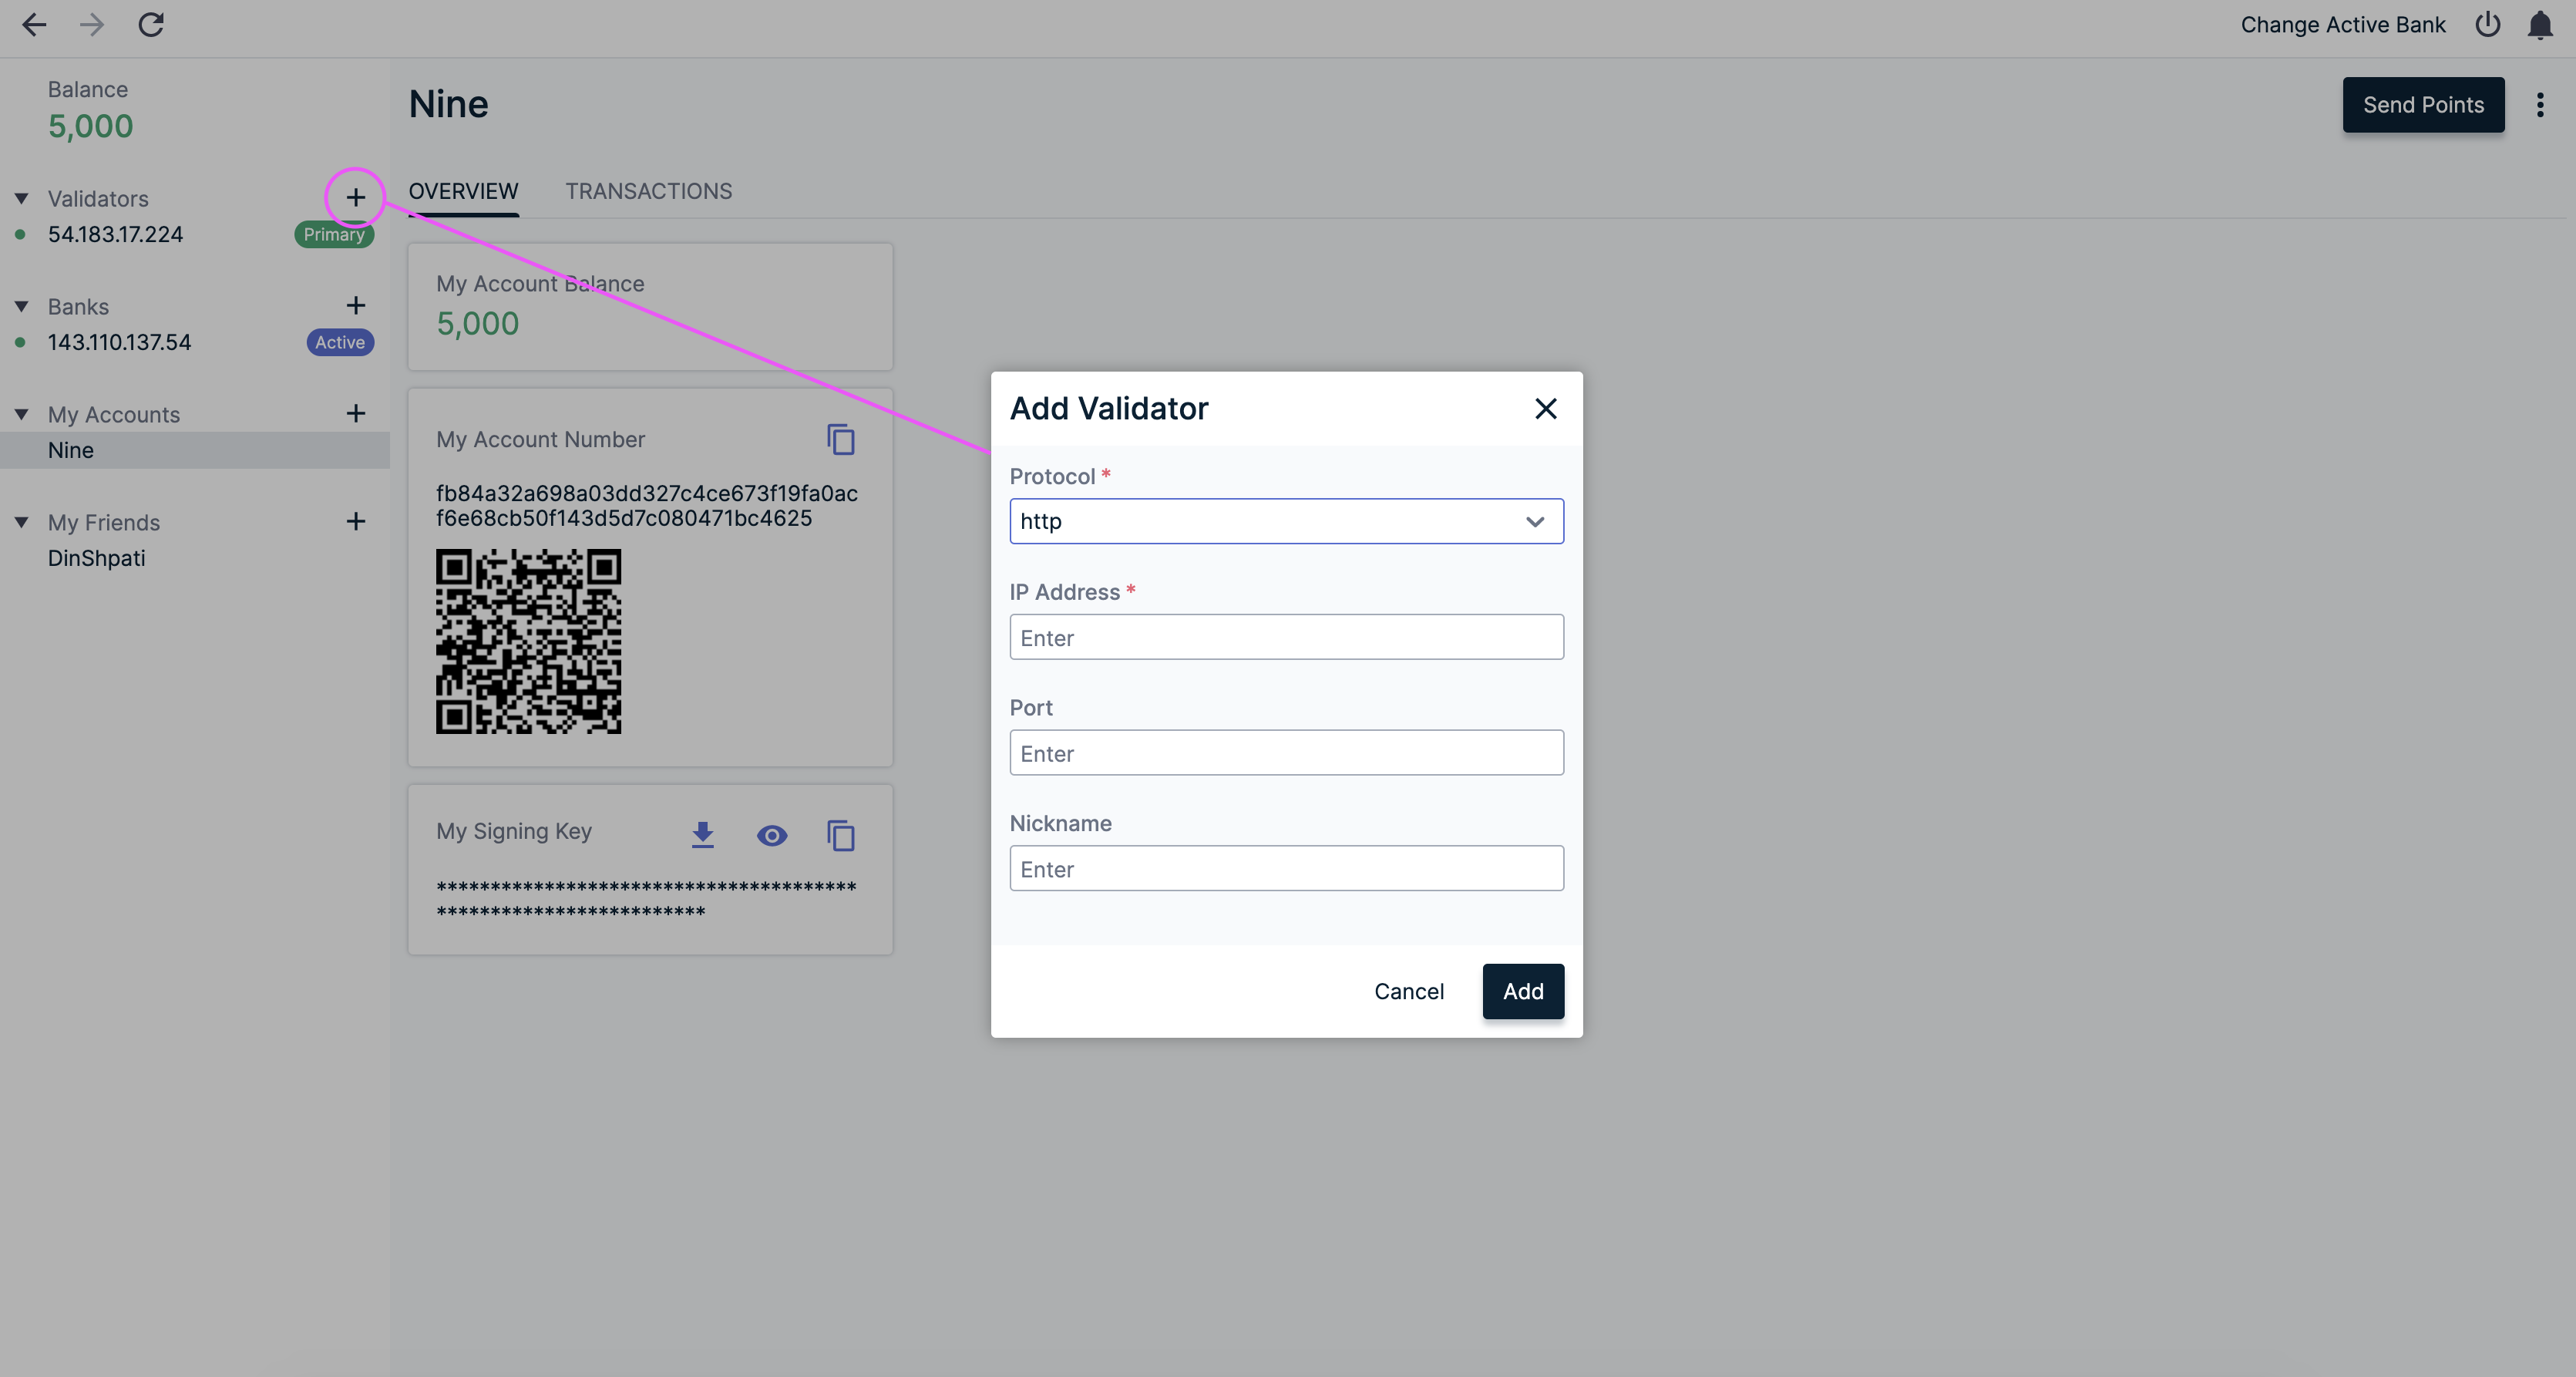 Change Active Bank
Balance
5,000
Validators
54.183.17.224
Primary
Banks
143.110.137.54
Active
My Accounts
Nine
My Friends
DinShpati
Nine
Send Points
OVERVIEW
TRANSACTIONS
My Account Balance
5,000
My Account Number
fb84a32a698a03dd327c4ce673f19fa0ac
f6e68cb50f143d5d7c080471bc4625
My Signing Key
***************************************
*************************
Add Validator
Protocol *
http
IP Address *
Enter
Port
Enter
Nickname
Enter
Cancel
Add